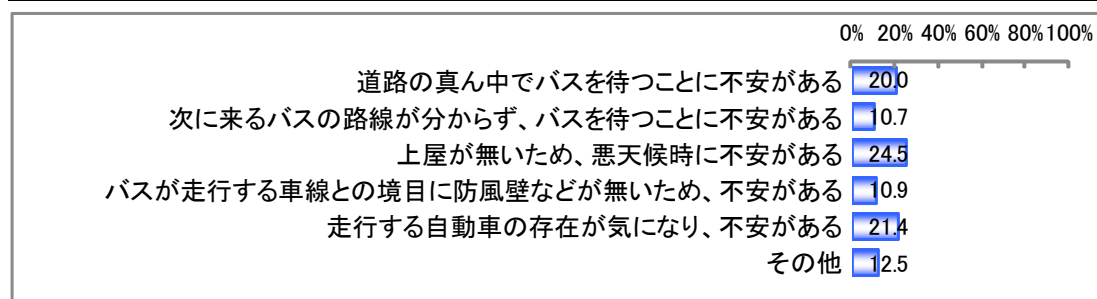 0% 20% 40% 60% 80% 100%
道路の真ん中でバスを待つことに不安がある 20.0
次に来るバスの路線が分からず、バスを待つことに不安がある 10.7
上屋が無いため、悪天候時に不安がある 24.5
バスが走行する車線との境目に防風壁などが無いため、不安がある 10.9
走行する自動車の存在が気になり、不安がある 21.4
その他 12.5